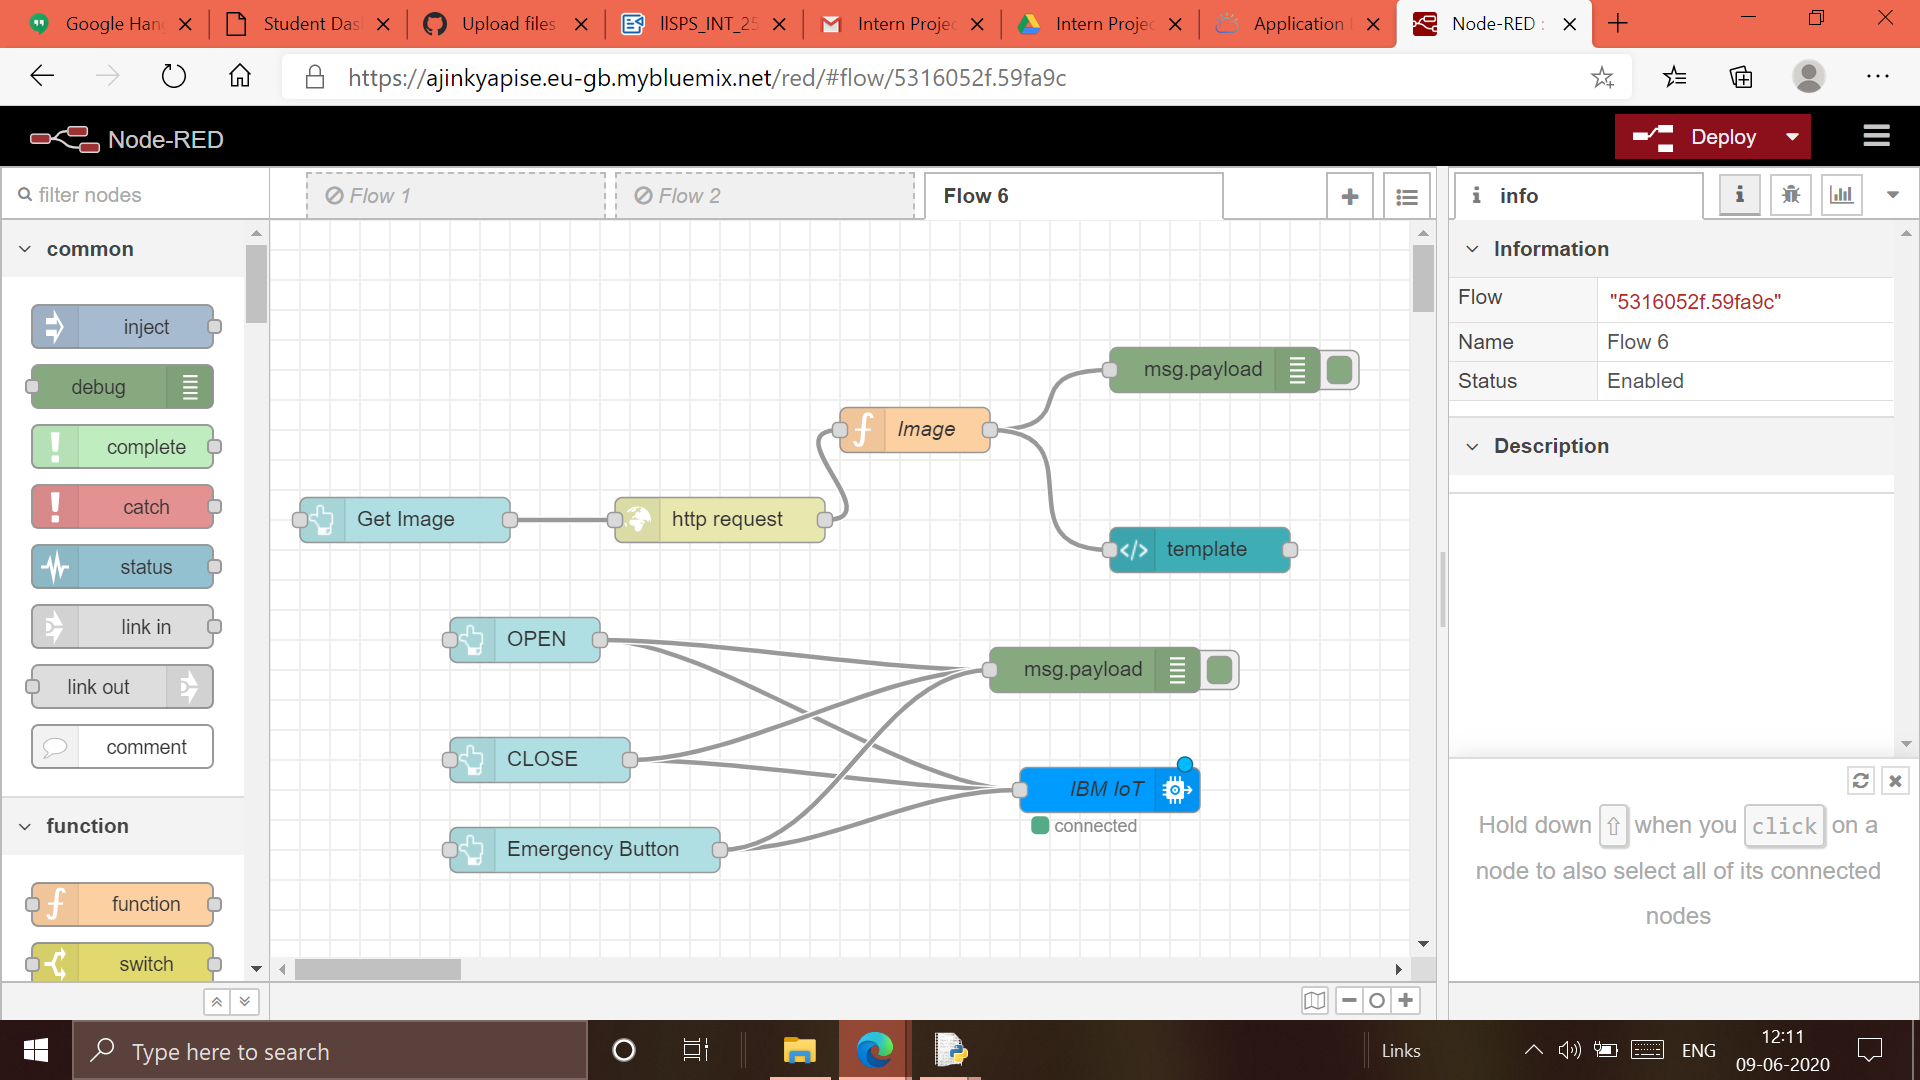 Google Han
Student Das
Upload files
llSPS_INT_25
Intern Projec
Intern Projec
Application
Node-RED :
https://ajinkyapise.eu-gb.mybluemix.net/red/#flow/5316052f.59fa9c
Node-RED
Deploy
filter nodes
Flow 1
Flow 2
Flow 6
info
common
inject
debug
complete
catch
status
link in
link out
comment
function
function
switch
msg.payload
Image
Get Image
http request
template
OPEN
msg.payload
CLOSE
IBM IoT
connected
Emergency Button
Information
Flow "5316052f.59fa9c"
Name Flow 6
Status Enabled
Description
Hold down ⇧ when you click on a
node to also select all of its connected
nodes
Type here to search
Links
ENG
12:11
09-06-2020